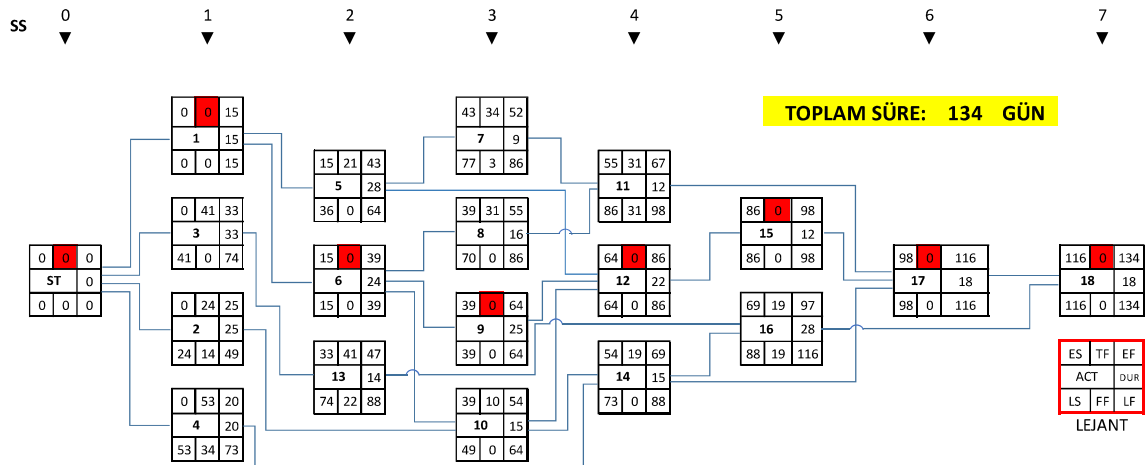 SS 0 1 2 3 4 5 6 7
TOPLAM SÜRE: 134 GÜN
0 0 0
ST 0
0 0 0
0 0 15
1 15
0 0 15
0 41 33
3 33
41 0 74
0 24 25
2 25
24 14 49
0 53 20
4 20
53 34 73
15 21 43
5 28
36 0 64
15 0 39
6 24
15 0 39
33 41 47
13 14
74 22 88
43 34 52
7 9
77 3 86
39 31 55
8 16
70 0 86
39 0 64
9 25
39 0 64
39 10 54
10 15
49 0 64
55 31 67
11 12
86 31 98
64 0 86
12 22
64 0 86
54 19 69
14 15
73 0 88
86 0 98
15 12
86 0 98
69 19 97
16 28
88 19 116
98 0 116
17 18
98 0 116
116 0 134
18 18
116 0 134
ES TF EF
ACT DUR
LS FF LF
LEJANT